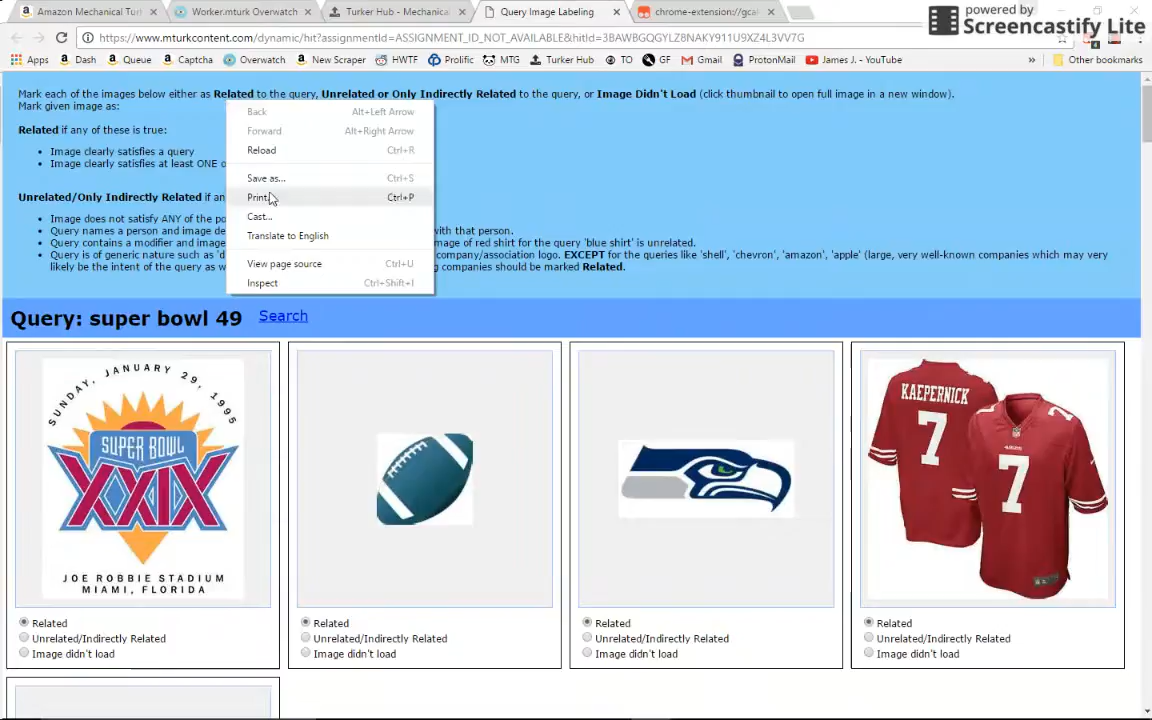 Amazon Mechanical Tur
Worker.mturk Overwatch
Turker Hub - Mechanical
Query Image Labeling
chrome-extension://gcal
powered by
Screencastify Lite
https://www.mturkcontent.com/dynamic/hit?assignmentId=ASSIGNMENT_ID_NOT_AVAILABLE&hitId=3BAWBGQGYLZ8NAKY911U9XZ4L3VV7G
Apps
Dash
Queue
Captcha
Overwatch
New Scraper
HWTF
Prolific
MTG
Turker Hub
TO
GF
Gmail
ProtonMail
James J. - YouTube
»
Other bookmarks
Mark each of the images below either as Related to the query, Unrelated or Only Indirectly Related to the query, or Image Didn't Load (click thumbnail to open full image in a new window).
Mark given image as:
Related if any of these is true:
Image clearly satisfies a query
Image clearly satisfies at least ONE o
Unrelated/Only Indirectly Related if an
Image does not satisfy ANY of the po
Query names a person and image de
with that person.
Query contains a modifier and image
mage of red shirt for the query 'blue shirt' is unrelated.
Query is of generic nature such as 'd
company/association logo. EXCEPT for the queries like 'shell', 'chevron', 'amazon', 'apple' (large, very well-known companies which may very
likely be the intent of the query as w
g companies should be marked Related.
Back Alt+Left Arrow
Forward Alt+Right Arrow
Reload Ctrl+R
Save as... Ctrl+S
Print... Ctrl+P
Cast...
Translate to English
View page source Ctrl+U
Inspect Ctrl+Shift+I
Query: super bowl 49 Search
SUNDAY, JANUARY 29, 1995
SUPER BOWL
XXIX
JOE ROBBIE STADIUM
MIAMI, FLORIDA
KAEPERNICK
7
7
Related
Unrelated/Indirectly Related
Image didn't load
Related
Unrelated/Indirectly Related
Image didn't load
Related
Unrelated/Indirectly Related
Image didn't load
Related
Unrelated/Indirectly Related
Image didn't load